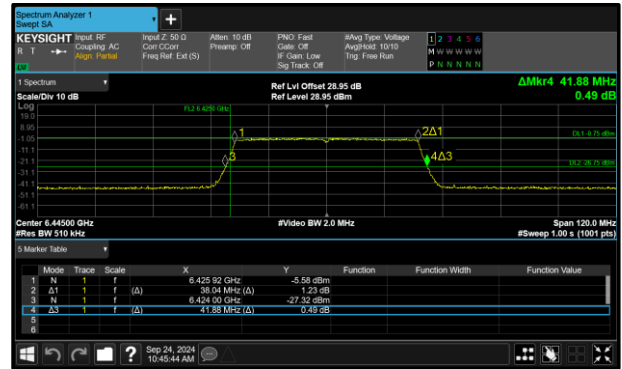 Spectrum Analyzer 1
Swept SA
+
KEYSIGHT Input: RF Input Z: 50 Ω Atten: 10 dB PNO: Fast #Avg Type: Voltage 1 2 3 4 5 6
R T Coupling: AC Corr CCorr Preamp: Off Gate: Off Avg|Hold: 10/10 M W W W W W
Align: Partial Freq Ref: Ext (S) IF Gain: Low Trig: Free Run
Sig Track: Off P N N N N N
1 Spectrum Ref Lvl Offset 28.95 dB ΔMkr4 41.88 MHz
Scale/Div 10 dB Ref Level 28.95 dBm 0.49 dB
Log
19.0
8.95
-1.05
-11.1
-21.1
-31.1
-41.1
-51.1
-61.1
1
2Δ1
3
4Δ3
DL1 -0.75 dBm
DL2 -26.75 dBm
Center 6.44500 GHz #Video BW 2.0 MHz Span 120.0 MHz
#Res BW 510 kHz #Sweep 1.00 s (1001 pts)
5 Marker Table
Mode Trace Scale X Y Function Function Width Function Value
1 N 1 f 6.425 92 GHz -5.58 dBm
2 Δ1 1 f (Δ) 38.04 MHz (Δ) 1.23 dB
3 N 1 f 6.424 00 GHz -27.32 dBm
4 Δ3 1 f (Δ) 41.88 MHz (Δ) 0.49 dB
5
6
?
Sep 24, 2024
10:45:44 AM